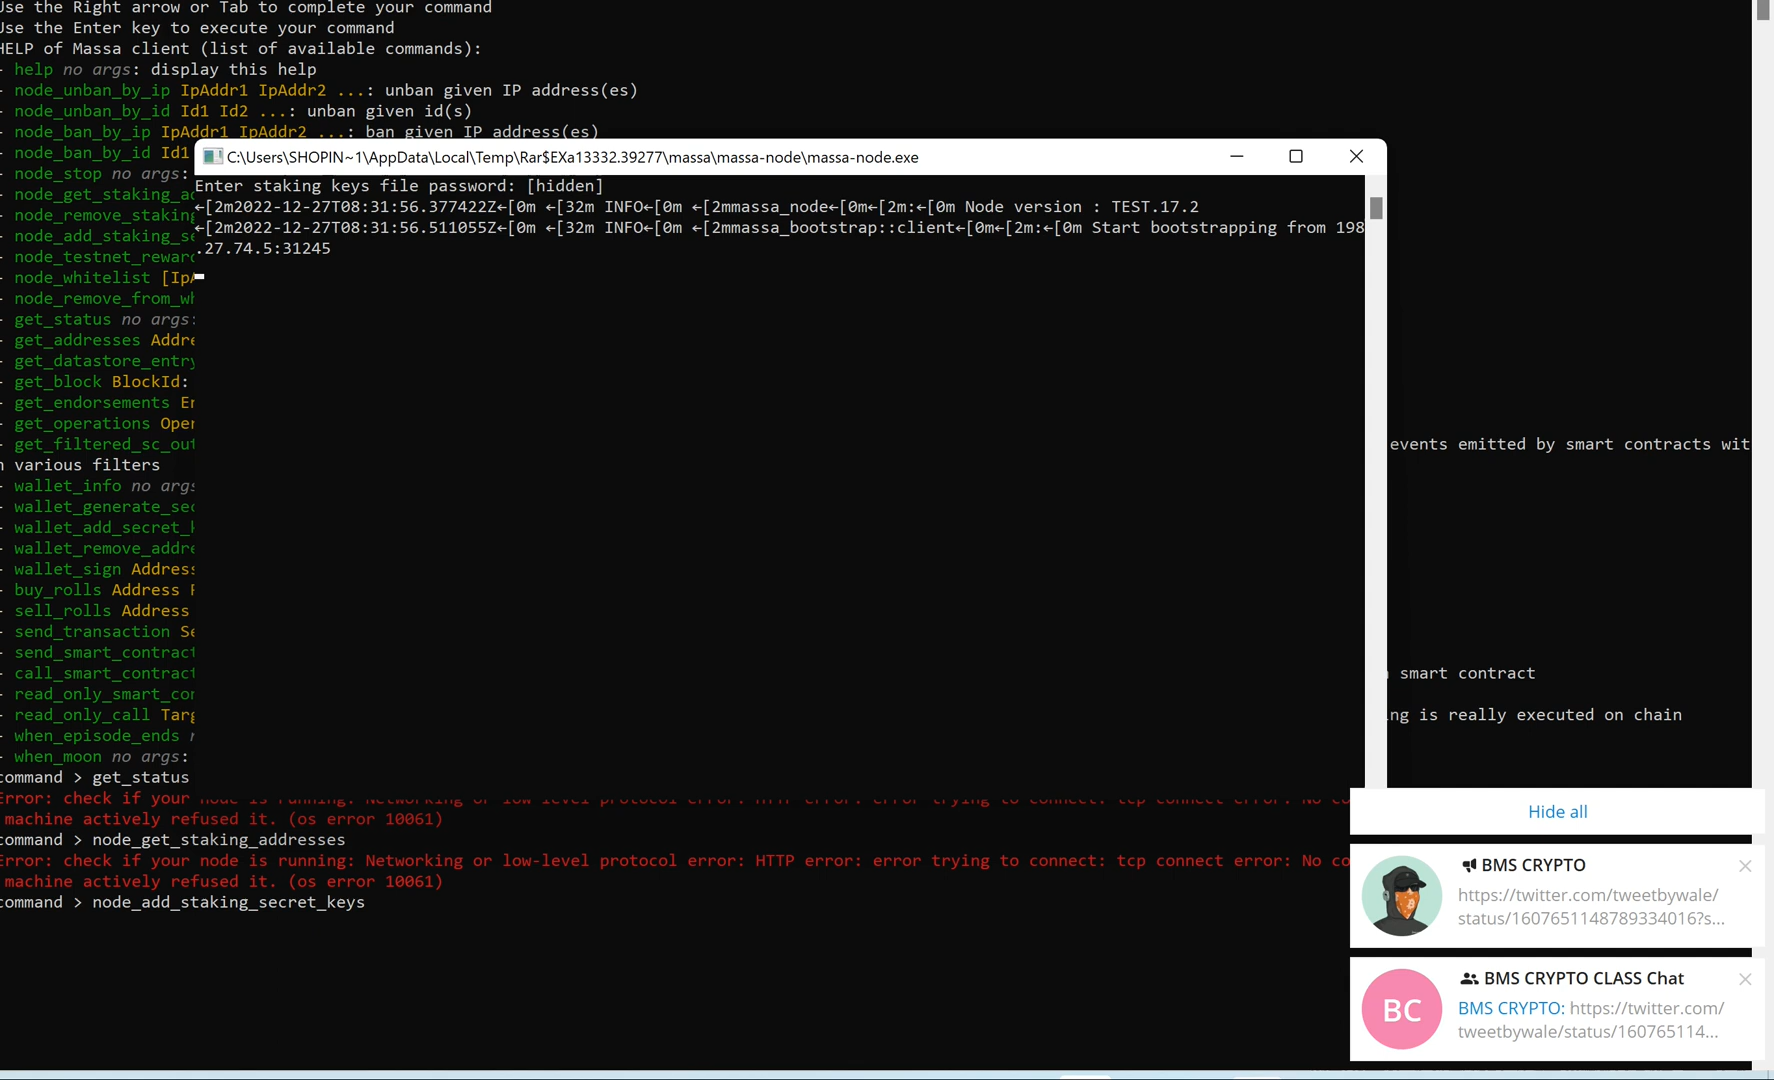 Use the Right arrow or Tab to complete your command
Use the Enter key to execute your command
HELP of Massa client (list of available commands):
- help no args: display this help
- node_unban_by_ip IpAddr1 IpAddr2 ...: unban given IP address(es)
- node_unban_by_id Id1 Id2 ...: unban given id(s)
- node_ban_by_ip IpAddr1 IpAddr2 ...: ban given IP address(es)
- node_ban_by_id Id1
- node_stop no args:
- node_get_staking_ad
- node_remove_staking
- node_add_staking_se
- node_testnet_reward
- node_whitelist [IpA
- node_remove_from_wh
- get_status no args:
- get_addresses Addre
- get_datastore_entry
- get_block BlockId:
- get_endorsements En
- get_operations Oper
- get_filtered_sc_out events emitted by smart contracts wit
h various filters
- wallet_info no args
- wallet_generate_sec
- wallet_add_secret_k
- wallet_remove_addre
- wallet_sign Address
- buy_rolls Address R
- sell_rolls Address
- send_transaction Se
- send_smart_contract
- call_smart_contract smart contract
- read_only_smart_con
- read_only_call Targ ng is really executed on chain
- when_episode_ends n
- when_moon no args:
command > get_status
Error: check if your node is running: Networking or low-level protocol error: HTTP error: error trying to connect: tcp connect error: No co
machine actively refused it. (os error 10061)
command > node_get_staking_addresses
Error: check if your node is running: Networking or low-level protocol error: HTTP error: error trying to connect: tcp connect error: No co
machine actively refused it. (os error 10061)
command > node_add_staking_secret_keys
C:\Users\SHOPIN~1\AppData\Local\Temp\Rar$EXa13332.39277\massa\massa-node\massa-node.exe
Enter staking keys file password: [hidden]
←[2m2022-12-27T08:31:56.377422Z←[0m ←[32m INFO←[0m ←[2mmassa_node←[0m←[2m:←[0m Node version : TEST.17.2
←[2m2022-12-27T08:31:56.511055Z←[0m ←[32m INFO←[0m ←[2mmassa_bootstrap::client←[0m←[2m:←[0m Start bootstrapping from 198
.27.74.5:31245
Hide all
BMS CRYPTO
https://twitter.com/tweetbywale/
status/1607651148789334016?s...
BC
BMS CRYPTO CLASS Chat
BMS CRYPTO: https://twitter.com/
tweetbywale/status/160765114...